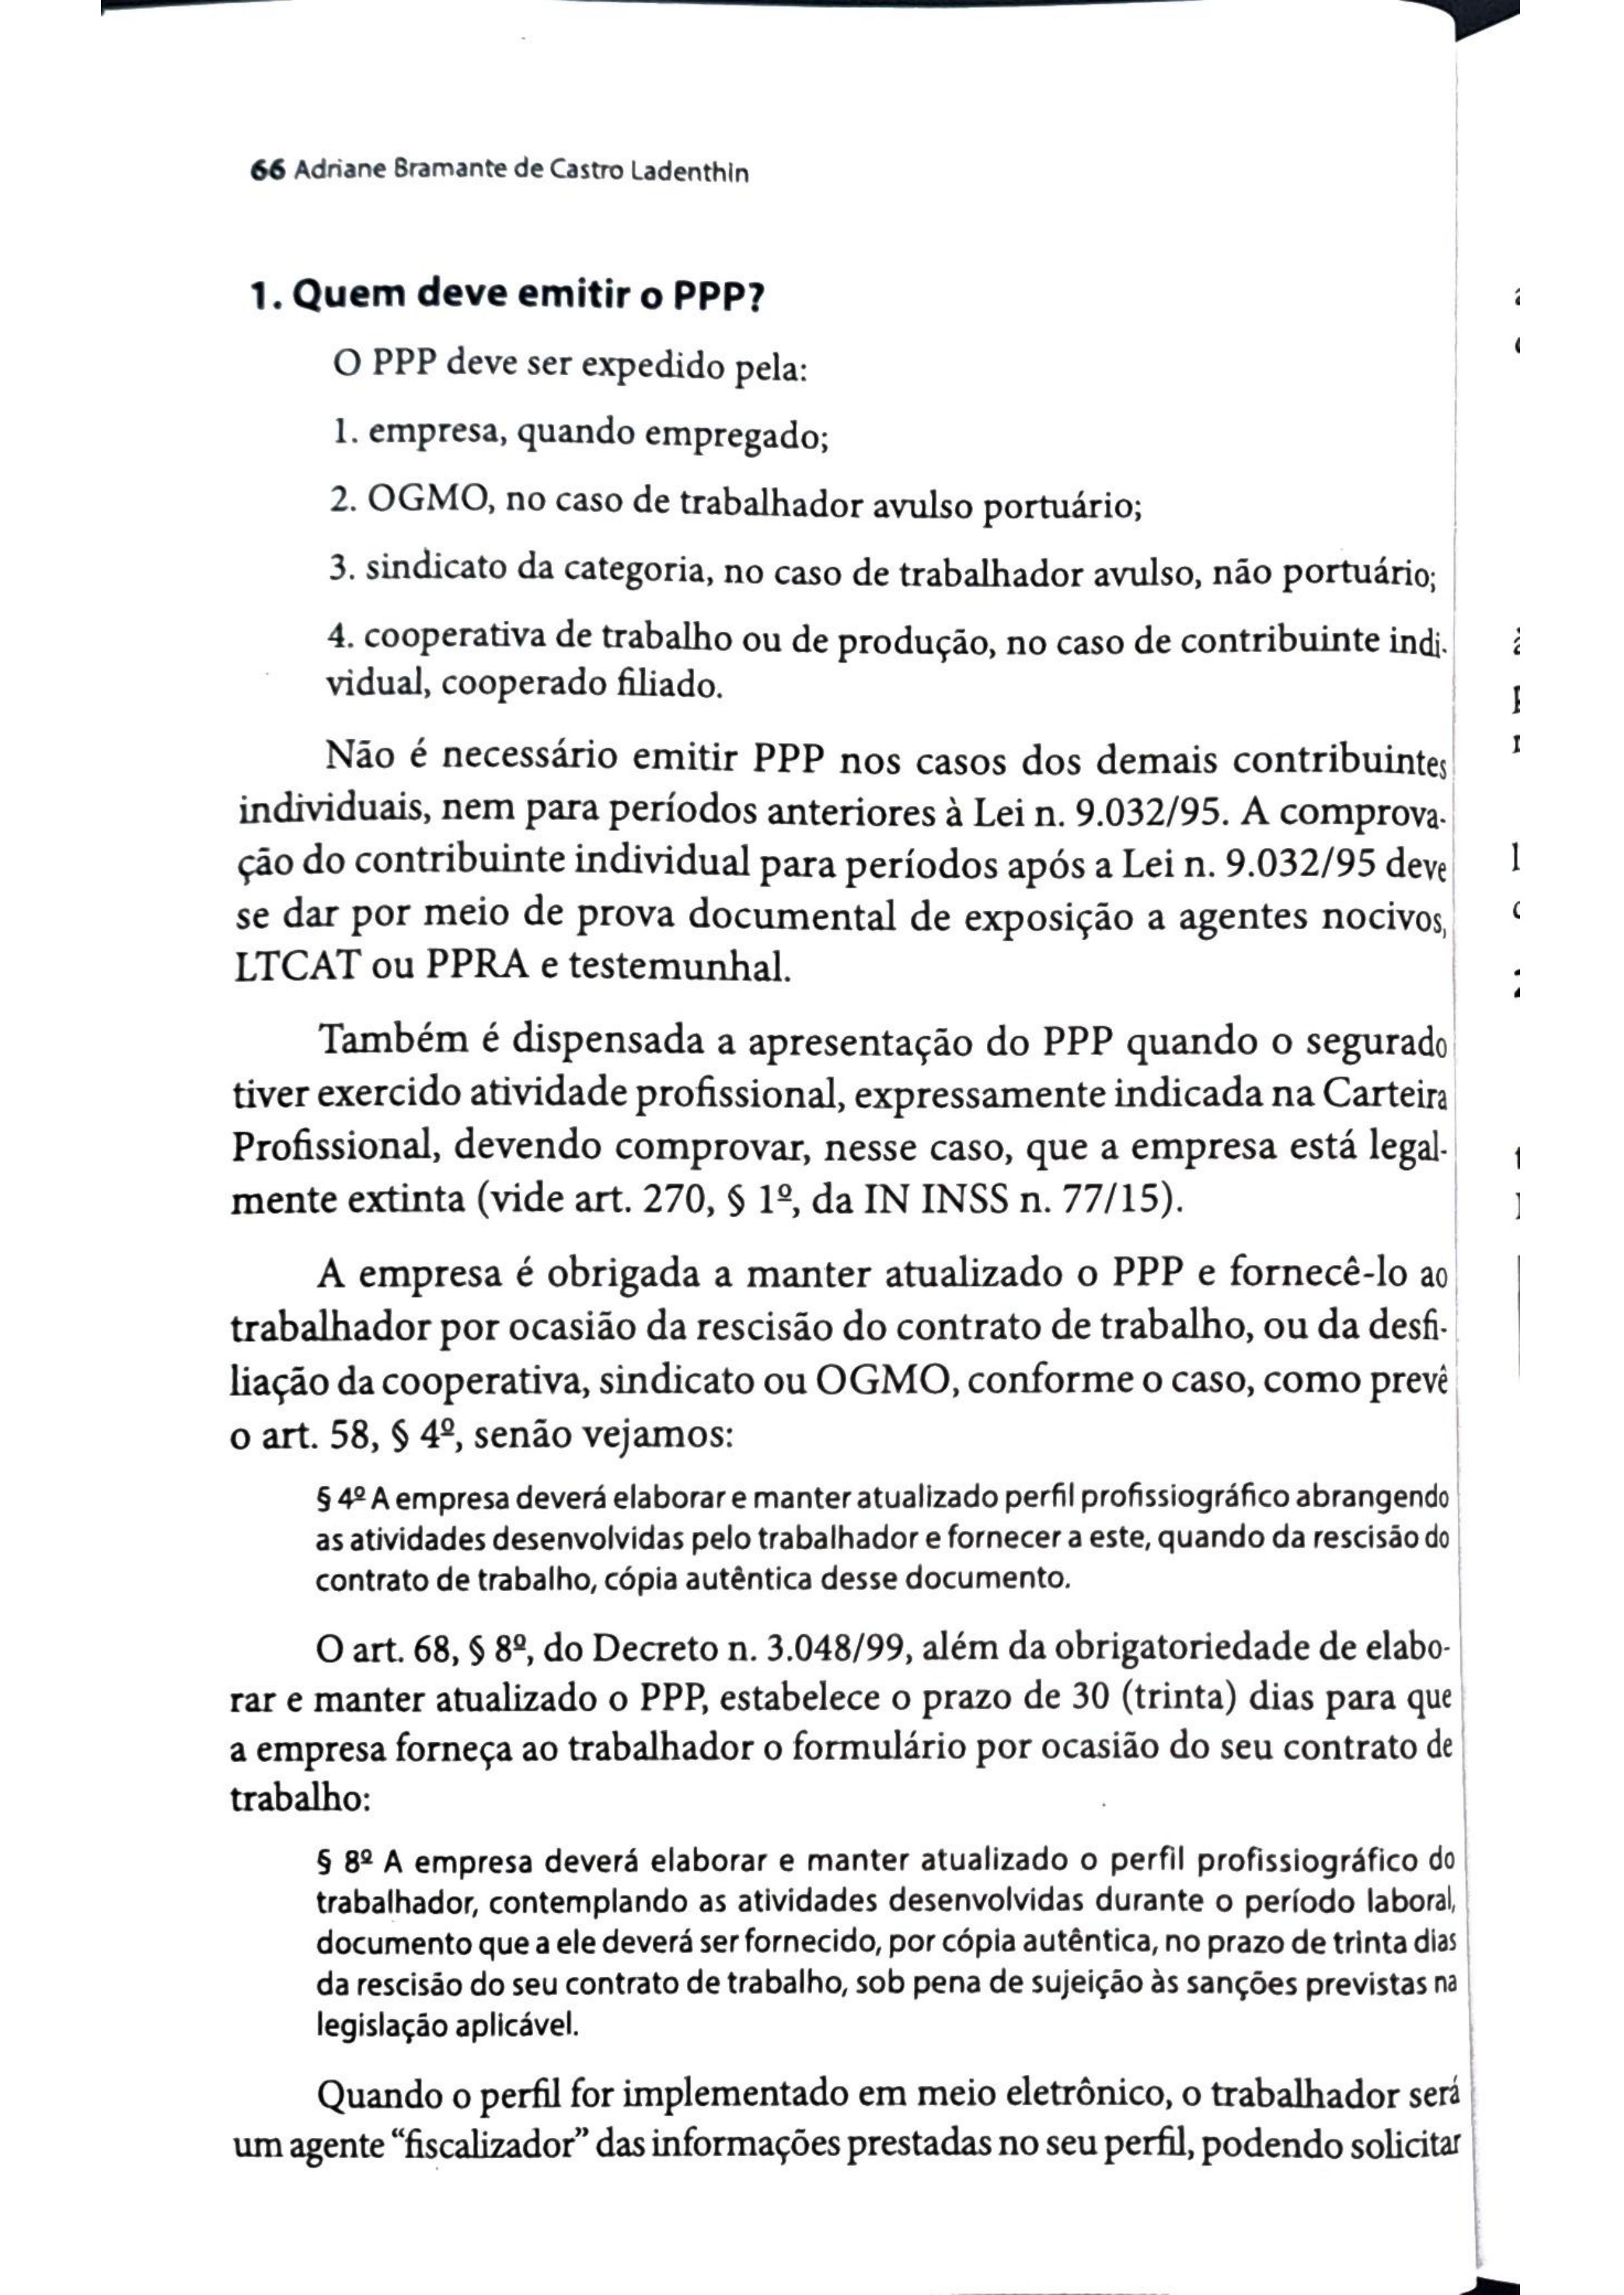 66 Adriane Bramante de Castro Ladenthin
1. Quem deve emitir o PPP?
O PPP deve ser expedido pela:
1. empresa, quando empregado;
2. OGMO, no caso de trabalhador avulso portuário;
3. sindicato da categoria, no caso de trabalhador avulso, não portuário;
4. cooperativa de trabalho ou de produção, no caso de contribuinte indi-
vidual, cooperado filiado.
Não é necessário emitir PPP nos casos dos demais contribuintes
individuais, nem para períodos anteriores à Lei n. 9.032/95. A comprova-
ção do contribuinte individual para períodos após a Lei n. 9.032/95 deve
se dar por meio de prova documental de exposição a agentes nocivos,
LTCAT ou PPRA e testemunhal.
Também é dispensada a apresentação do PPP quando o segurado
tiver exercido atividade profissional, expressamente indicada na Carteira
Profissional, devendo comprovar, nesse caso, que a empresa está legal-
mente extinta (vide art. 270, § 1º, da IN INSS n. 77/15).
A empresa é obrigada a manter atualizado o PPP e fornecê-lo ao
trabalhador por ocasião da rescisão do contrato de trabalho, ou da desfi-
liação da cooperativa, sindicato ou OGMO, conforme o caso, como prevê
o art. 58, § 4º, senão vejamos:
§ 4º A empresa deverá elaborar e manter atualizado perfil profissiográfico abrangendo
as atividades desenvolvidas pelo trabalhador e fornecer a este, quando da rescisão do
contrato de trabalho, cópia autêntica desse documento.
O art. 68, § 8º, do Decreto n. 3.048/99, além da obrigatoriedade de elabo-
rar e manter atualizado o PPP, estabelece o prazo de 30 (trinta) dias para que
a empresa forneça ao trabalhador o formulário por ocasião do seu contrato de
trabalho:
§ 8º A empresa deverá elaborar e manter atualizado o perfil profissiográfico do
trabalhador, contemplando as atividades desenvolvidas durante o período laboral,
documento que a ele deverá ser fornecido, por cópia autêntica, no prazo de trinta dias
da rescisão do seu contrato de trabalho, sob pena de sujeição às sanções previstas na
legislação aplicável.
Quando o perfil for implementado em meio eletrônico, o trabalhador será
um agente “fiscalizador” das informações prestadas no seu perfil, podendo solicitar